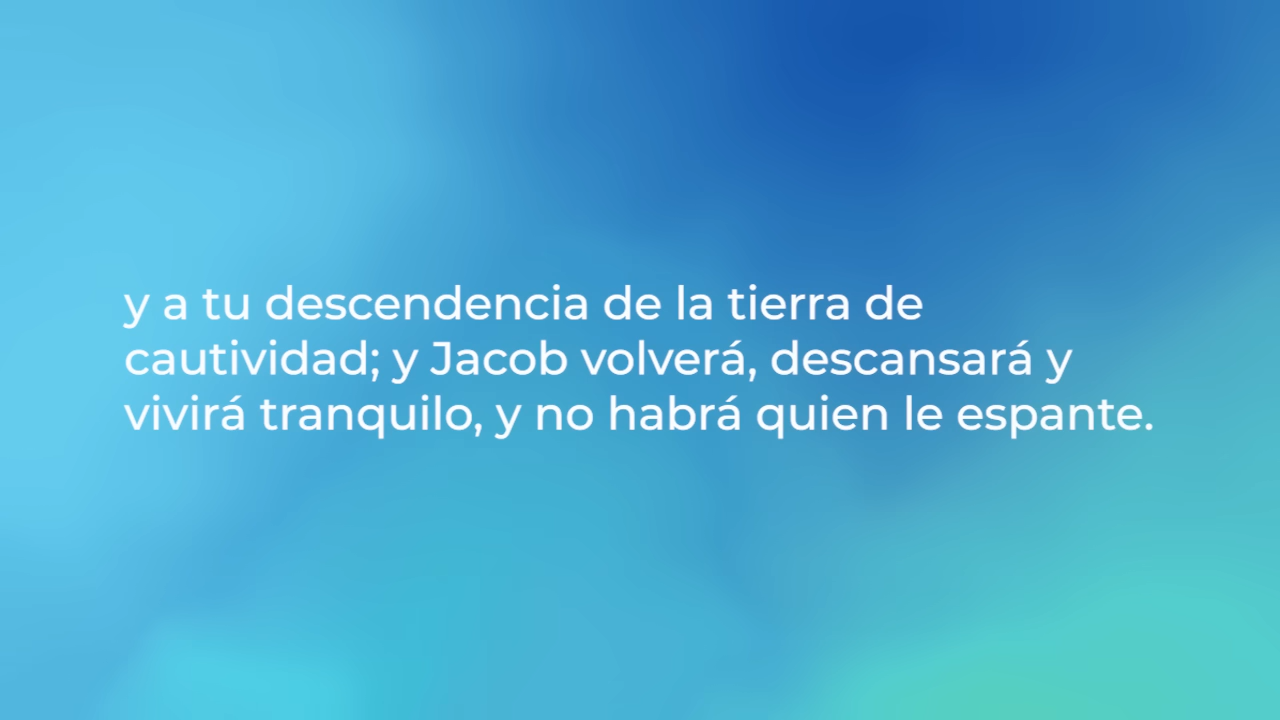 y a tu descendencia de la tierra de
cautividad; y Jacob volverá, descansará y
vivirá tranquilo, y no habrá quien le espante.